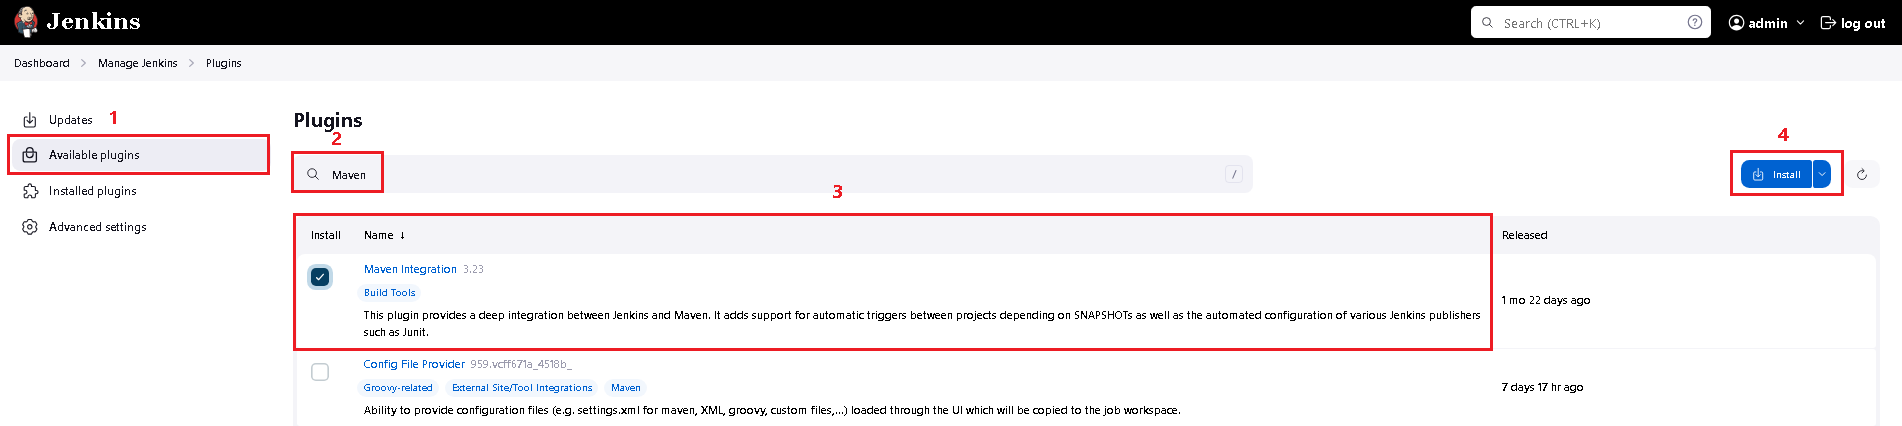 Jenkins
Search (CTRL+K)
admin
log out
Dashboard
Manage Jenkins
Plugins
Updates
1
Available plugins
Installed plugins
Advanced settings
Plugins
2
Maven
/
3
4
Install
Install
Name ↓
Released
Maven Integration 3.23
Build Tools
This plugin provides a deep integration between Jenkins and Maven. It adds support for automatic triggers between projects depending on SNAPSHOTs as well as the automated configuration of various Jenkins publishers
such as Junit.
1 mo 22 days ago
Config File Provider 959.vcff671a_4518b_
Groovy-related External Site/Tool Integrations Maven
Ability to provide configuration files (e.g. settings.xml for maven, XML, groovy, custom files,...) loaded through the UI which will be copied to the job workspace.
7 days 17 hr ago